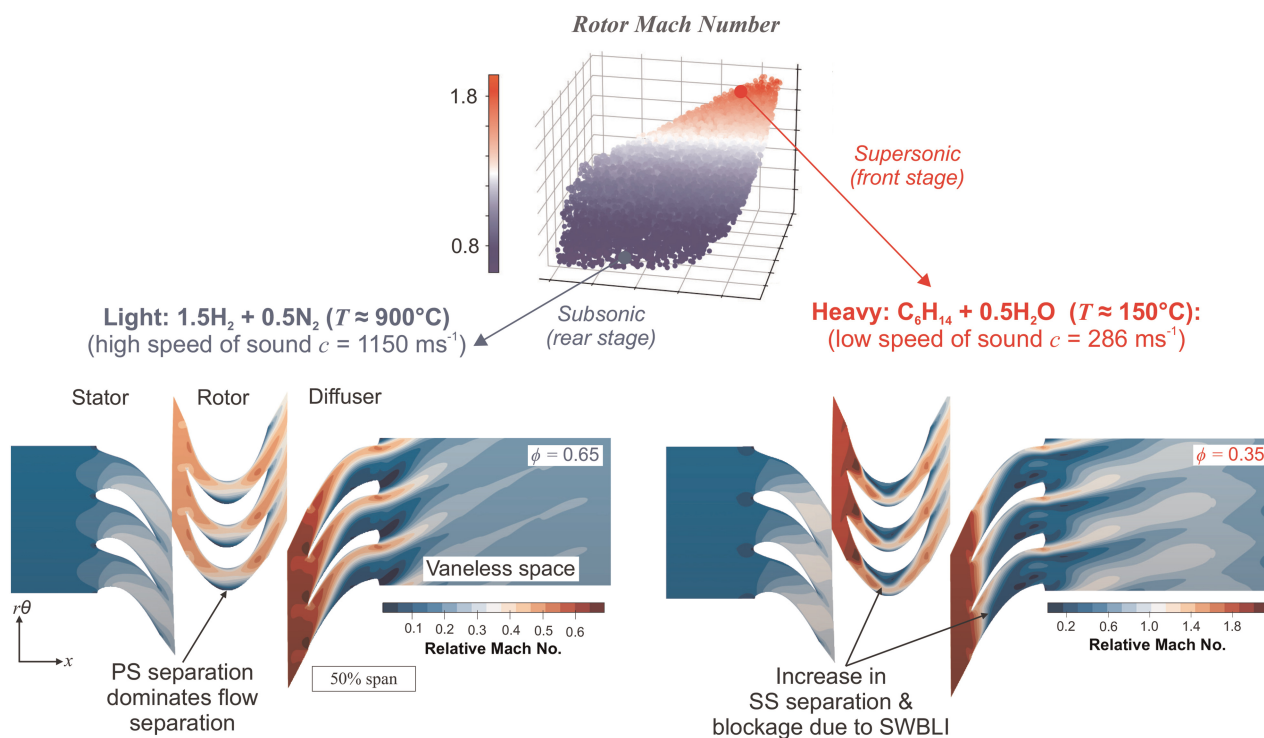 Rotor Mach Number
1.8
0.8
Supersonic
(front stage)
Subsonic
(rear stage)
Light: 1.5H₂ + 0.5N₂ (T ≈ 900°C)
(high speed of sound c = 1150 ms⁻¹)
Heavy: C₆H₁₄ + 0.5H₂O (T ≈ 150°C):
(low speed of sound c = 286 ms⁻¹)
Stator
Rotor
Diffuser
ϕ = 0.65
Vaneless space
0.1 0.2 0.3 0.4 0.5 0.6
Relative Mach No.
rθ
x
PS separation
dominates flow
separation
50% span
ϕ = 0.35
0.2 0.6 1.0 1.4 1.8
Relative Mach No.
Increase in
SS separation &
blockage due to SWBLI